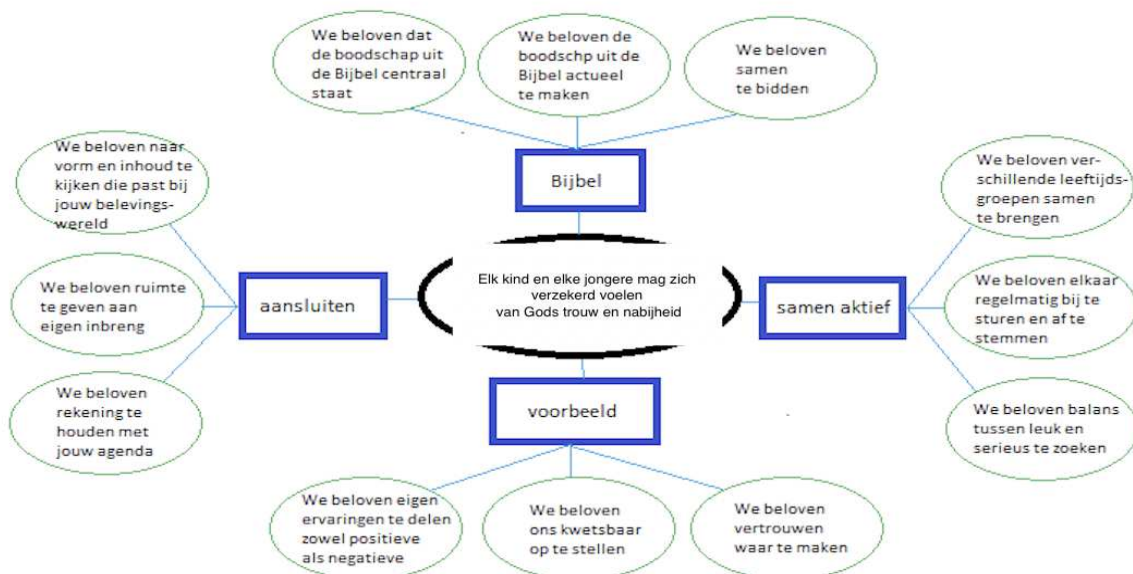 We beloven dat
de boodschap uit
de Bijbel centraal
staat
We beloven de
boodschp uit de
Bijbel actueel
te maken
We beloven
samen
te bidden
Bijbel
We beloven naar
vorm en inhoud te
kijken die past bij
jouw belevings-
wereld
We beloven ruimte
te geven aan
eigen inbreng
We beloven
rekening te
houden met
jouw agenda
aansluiten
Elk kind en elke jongere mag zich
verzekerd voelen
van Gods trouw en nabijheid
samen aktief
We beloven ver-
schillende leeftijds-
groepen samen
te brengen
We beloven elkaar
regelmatig bij te
sturen en af te
stemmen
We beloven balans
tussen leuk en
serieus te zoeken
voorbeeld
We beloven eigen
ervaringen te delen
zowel positieve
als negatieve
We beloven
ons kwetsbaar
op te stellen
We beloven
vertrouwen
waar te maken